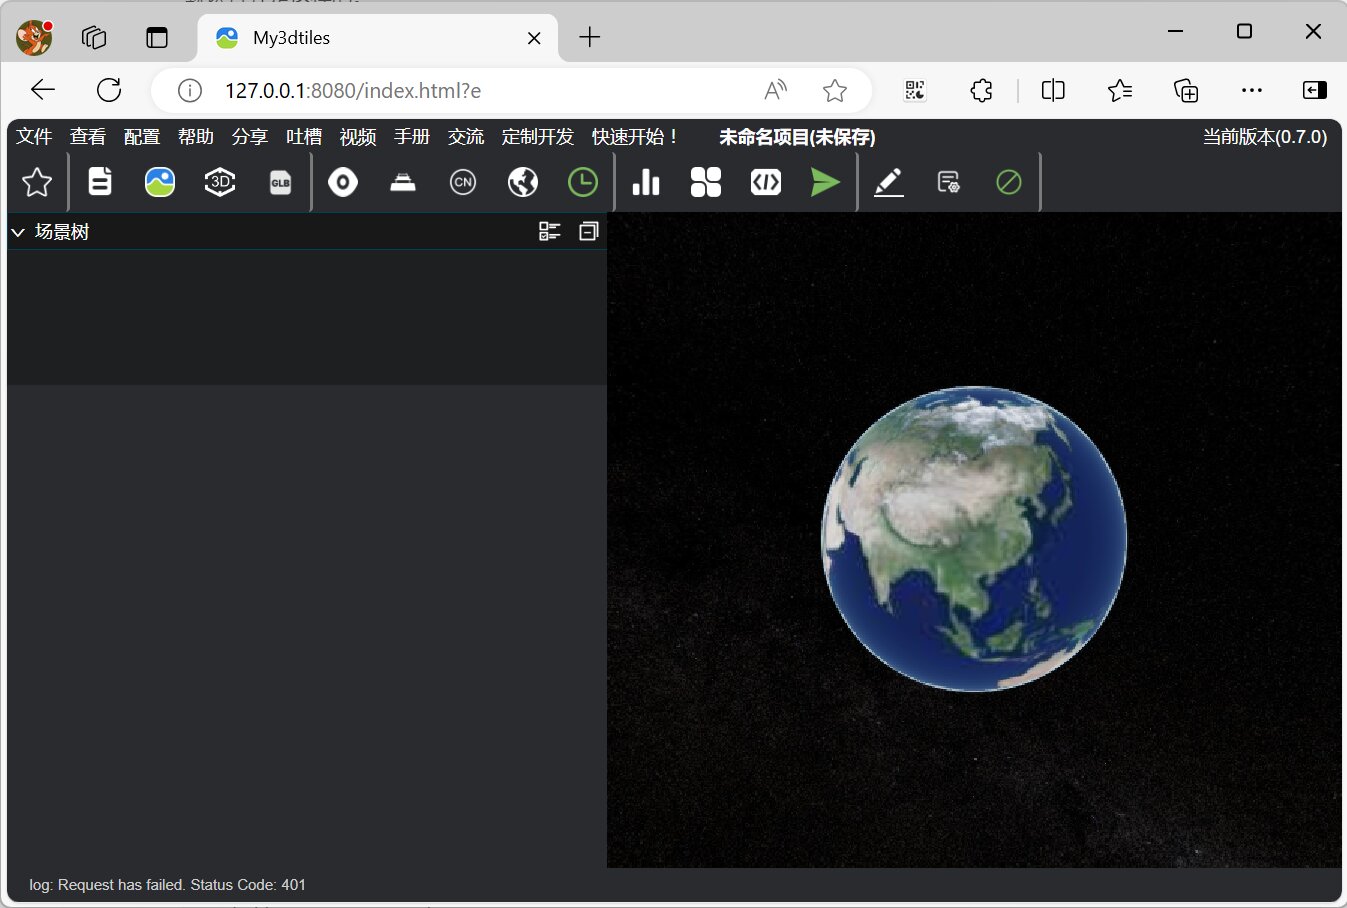 My3dtiles
127.0.0.1:8080/index.html?e
文件 查看 配置 帮助 分享 吐槽 视频 手册 交流 定制开发 快速开始！ 未命名项目(未保存) 当前版本(0.7.0)
3D GLB CN
场景树
log: Request has failed. Status Code: 401